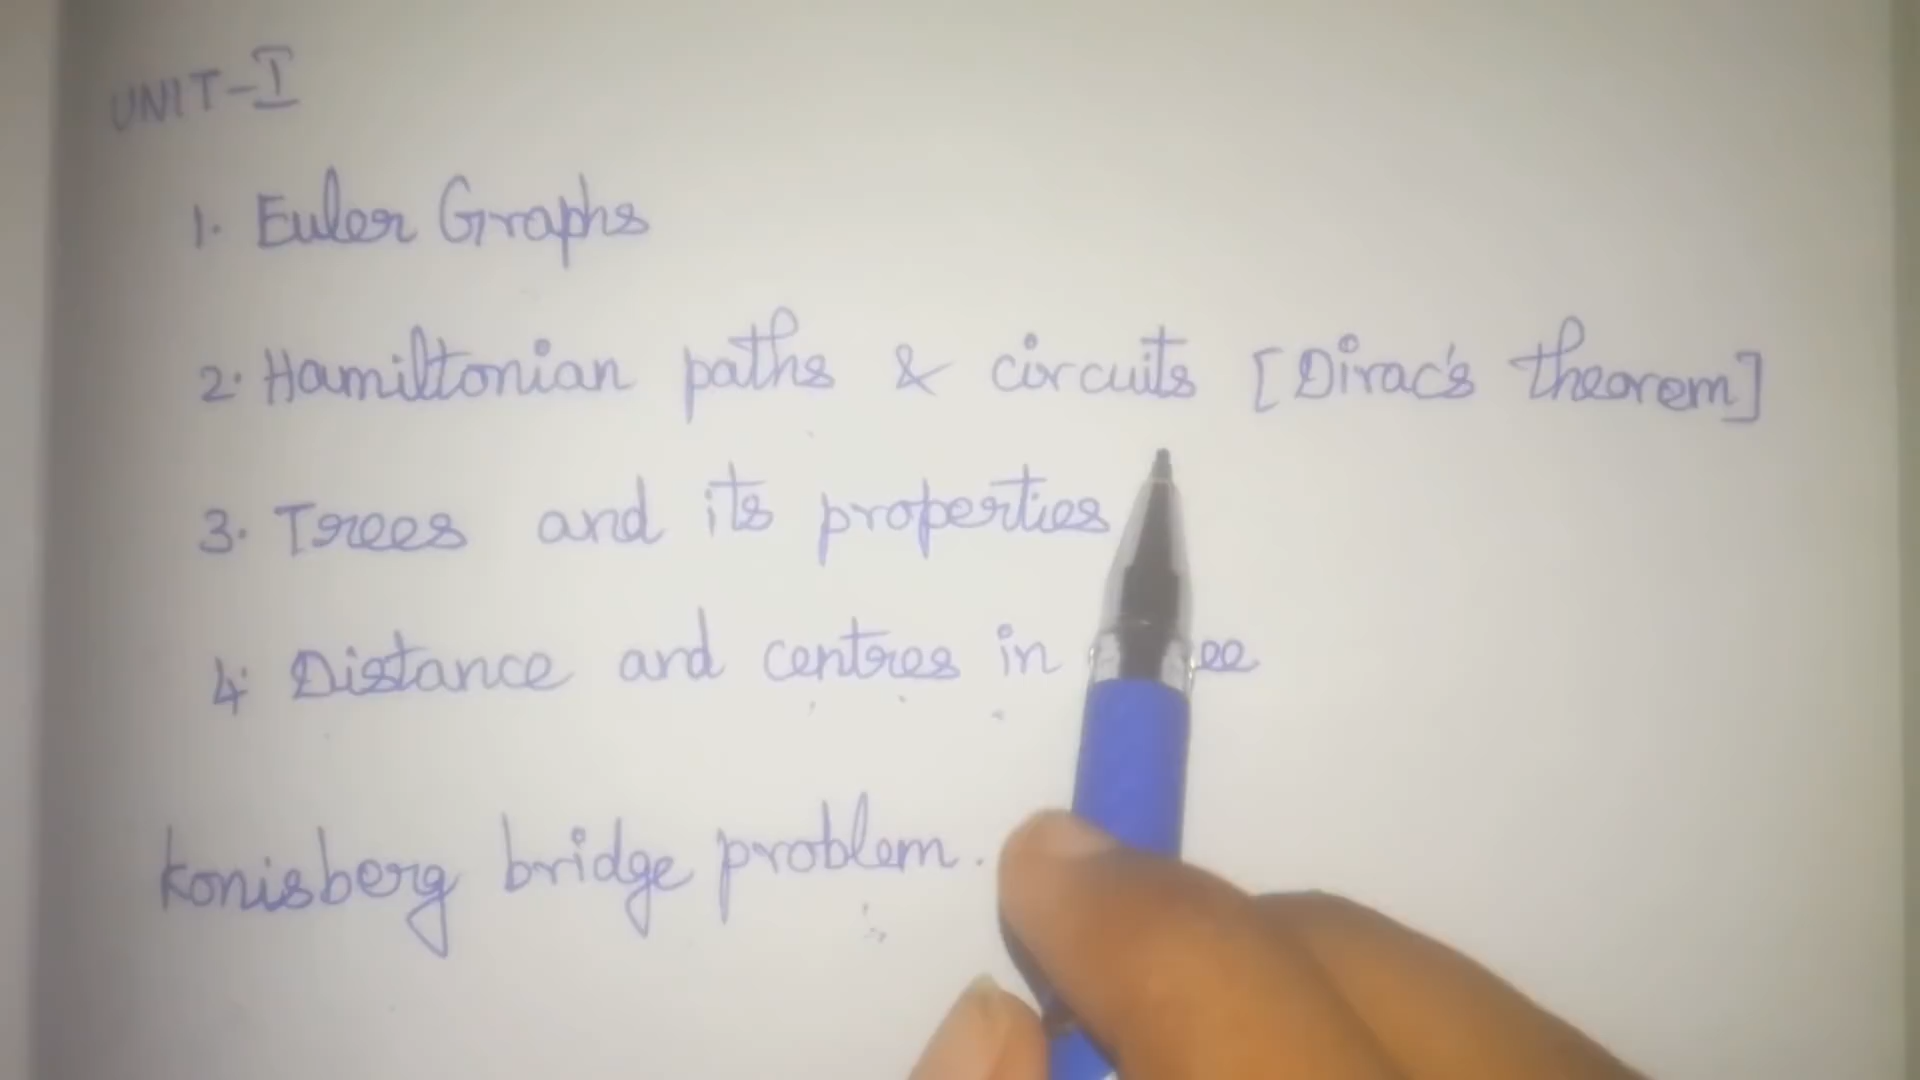 UNIT-I
1. Euler Graphs
2. Hamiltonian paths & circuits [Dirac's theorem]
3. Trees and its properties
4. Distance and centres in
konisberg bridge problem.